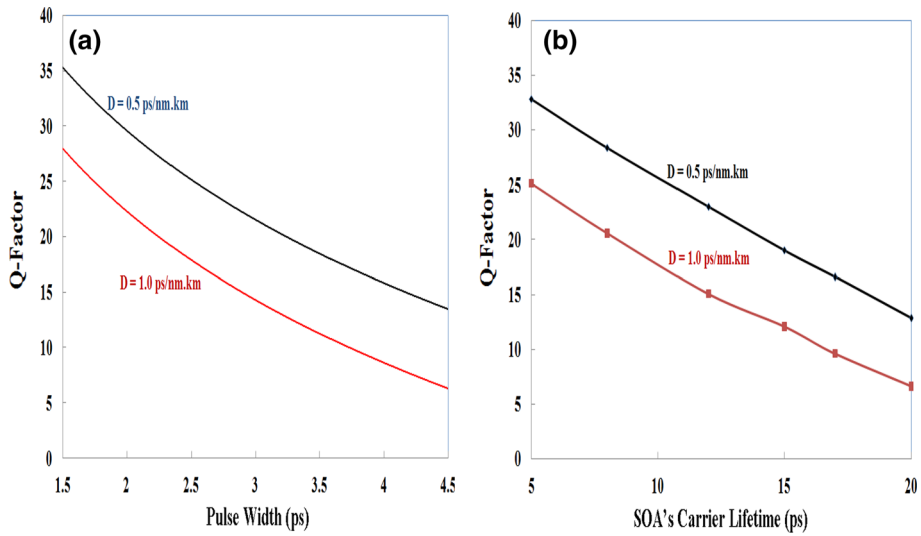 (a)
40
35
30
25
20
15
10
5
0
Q-Factor
D = 0.5 ps/nm.km
D = 1.0 ps/nm.km
1.5 2 2.5 3 3.5 4 4.5
Pulse Width (ps)
(b)
40
35
30
25
20
15
10
5
0
Q-Factor
D = 0.5 ps/nm.km
D = 1.0 ps/nm.km
5 10 15 20
SOA's Carrier Lifetime (ps)